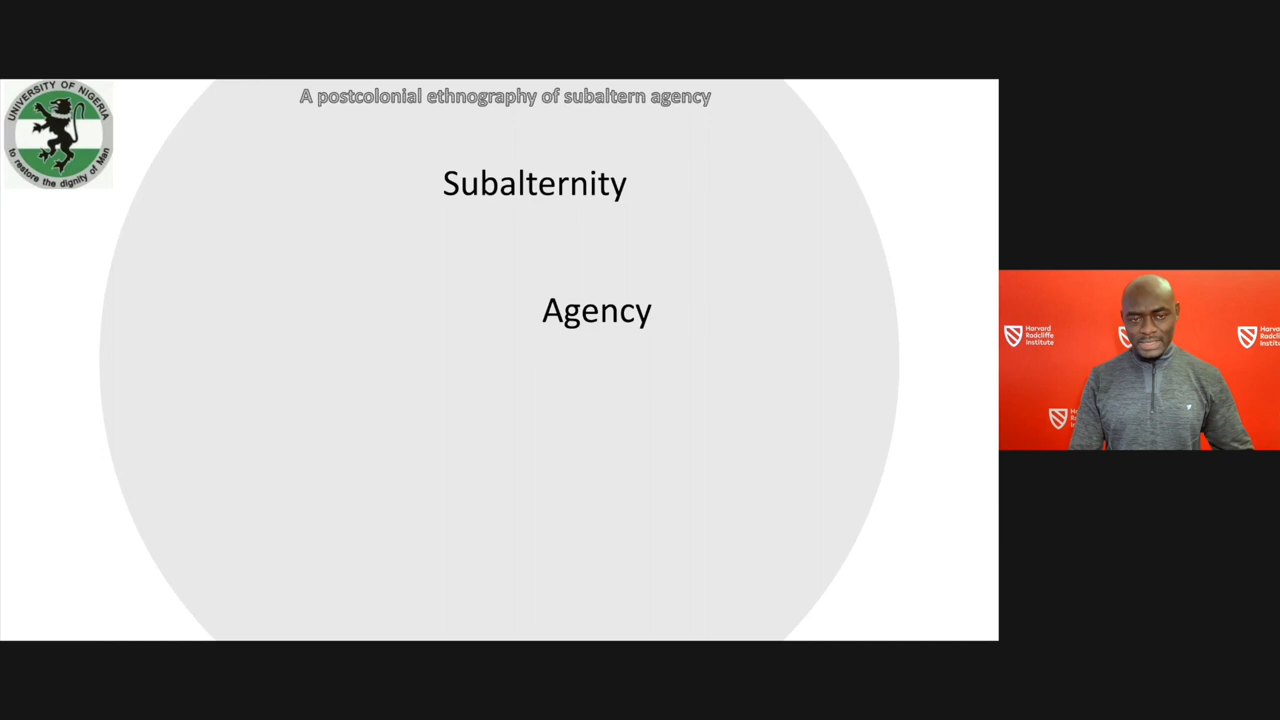 A postcolonial ethnography of subaltern agency
UNIVERSITY OF NIGERIA
to restore the dignity of Man
Subalternity
Agency
Harvard
Radcliffe
Institute
Harvard